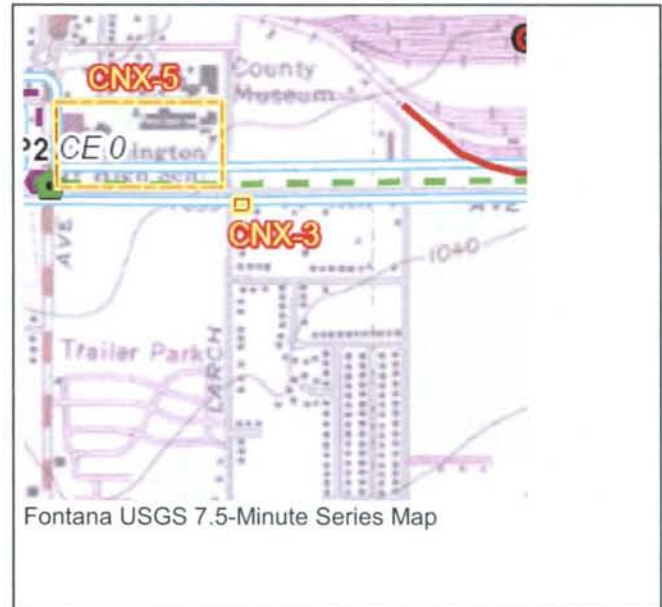 CNX-5
County
Museum
P2 CE 0 ington
CNX-3
AVE
AVE
1040
Trailer Park
LARCH
Fontana USGS 7.5-Minute Series Map